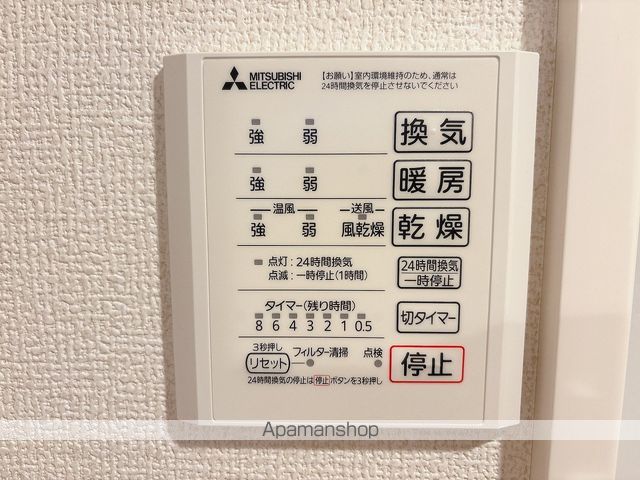 MITSUBISHI
ELECTRIC
【お願い】室内環境維持のため、通常は
24時間換気を停止させないでください
強 弱 換気
強 弱 暖房
温風 送風
強 弱 風乾燥 乾燥
点灯:24時間換気
点滅:一時停止(1時間)
24時間換気
一時停止
タイマー(残り時間)
8 6 4 3 2 1 0.5
切タイマー
3秒押し
リセット フィルター清掃 点検
停止
24時間換気の停止は停止ボタンを3秒押し
Apamanshop